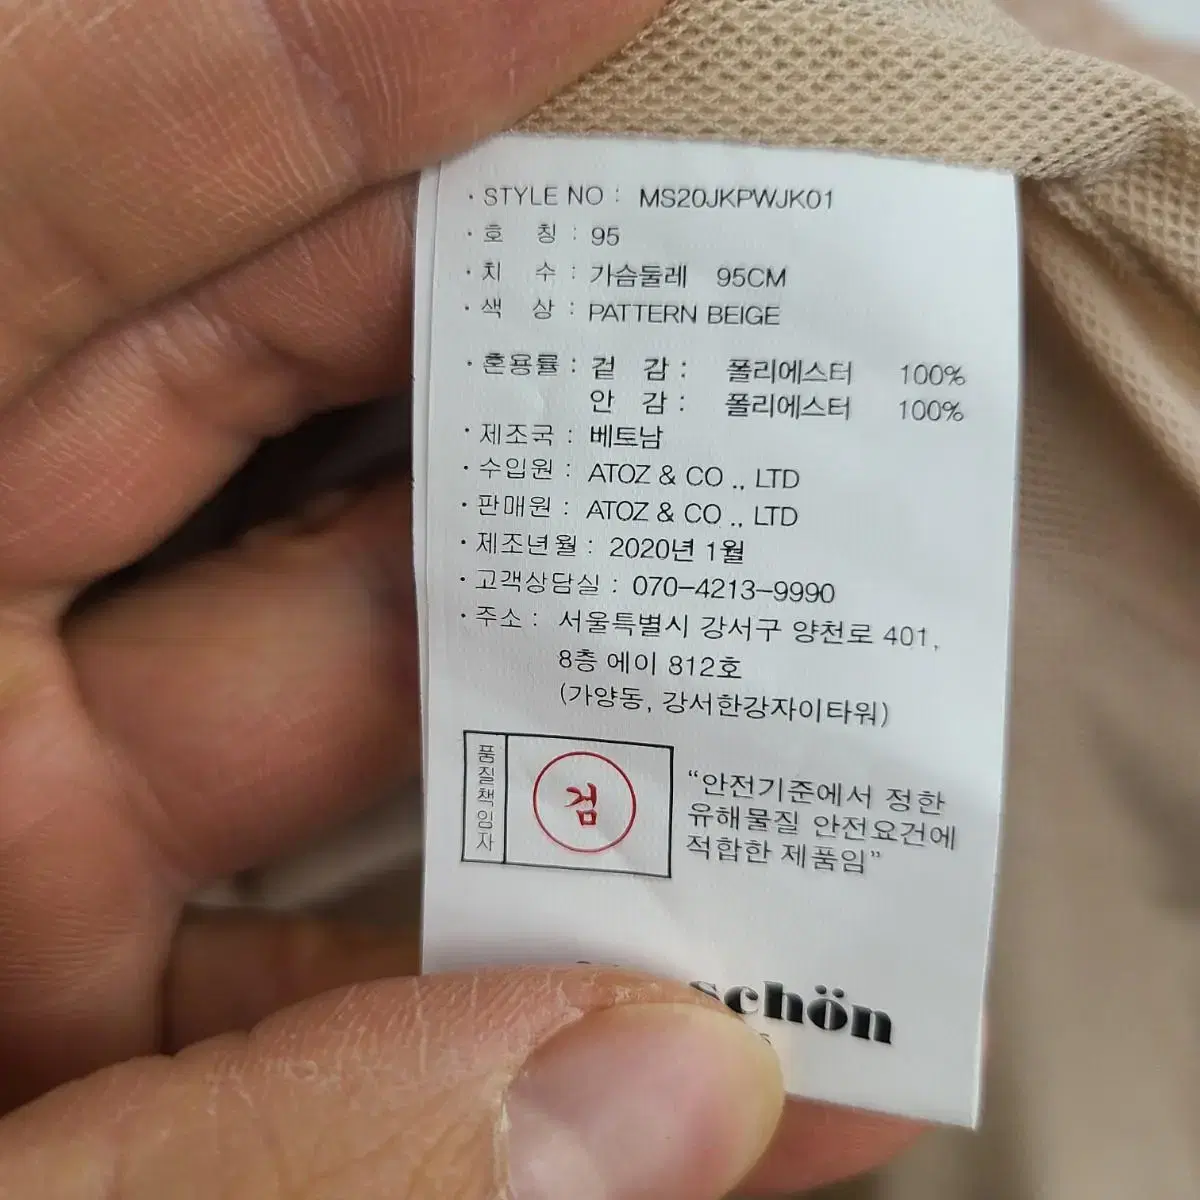 · STYLE NO : MS20JKPWJK01
· 호 칭 : 95
· 치 수 : 가슴둘레 95CM
· 색 상 : PATTERN BEIGE
· 혼용률 : 겉 감 : 폴리에스터 100%
안 감 : 폴리에스터 100%
· 제조국 : 베트남
· 수입원 : ATOZ & CO ., LTD
· 판매원 : ATOZ & CO ., LTD
· 제조년월 : 2020년 1월
· 고객상담실 : 070-4213-9990
· 주소 : 서울특별시 강서구 양천로 401,
8층 에이 812호
(가양동, 강서한강자이타워)
품질책임자
검
“안전기준에서 정한
유해물질 안전요건에
적합한 제품임”
schön